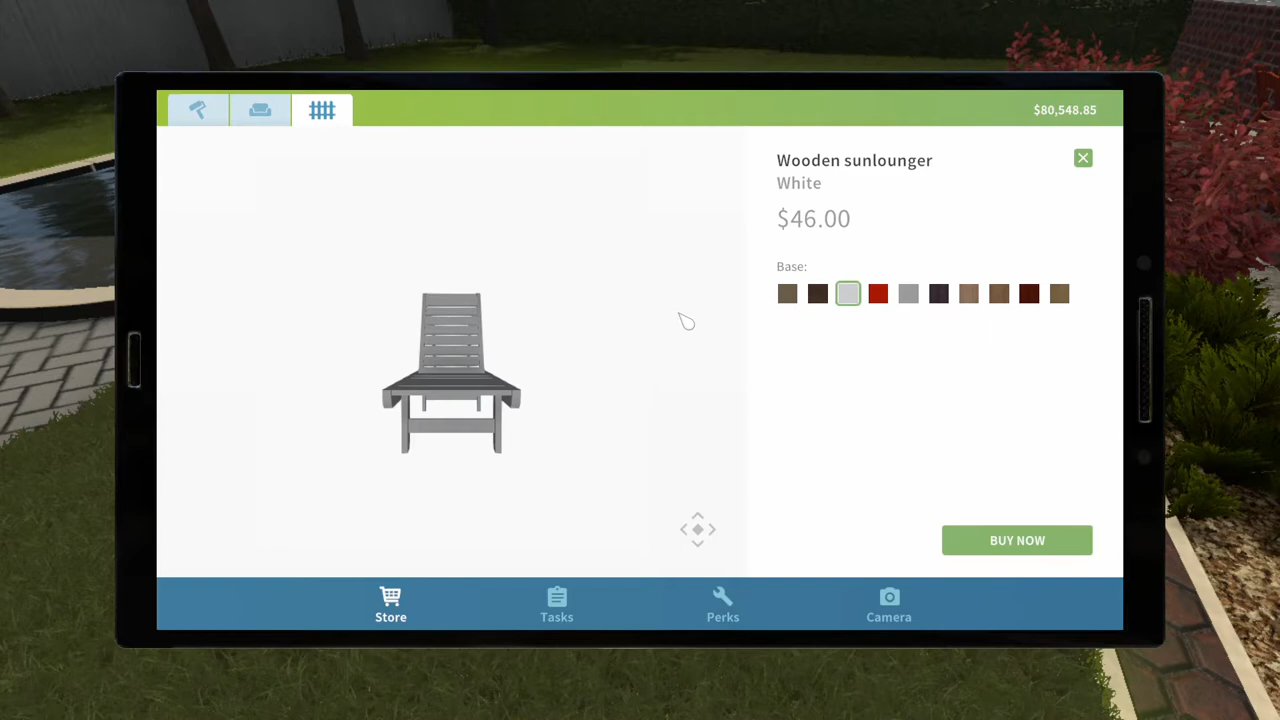 $80,548.85
Wooden sunlounger
White
$46.00
Base:
BUY NOW
Store
Tasks
Perks
Camera